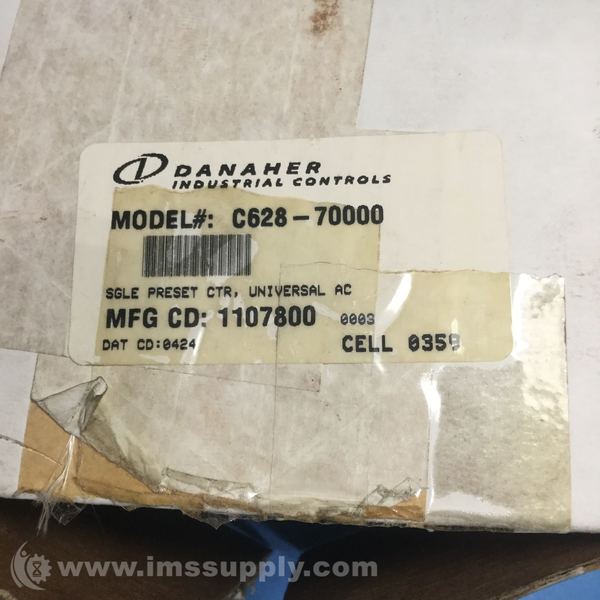 DANAHER
INDUSTRIAL CONTROLS
MODEL#: C628-70000
SGLE PRESET CTR, UNIVERSAL AC
MFG CD: 1107800 0003
DAT CD:0424 CELL 0359
www.imssupply.com